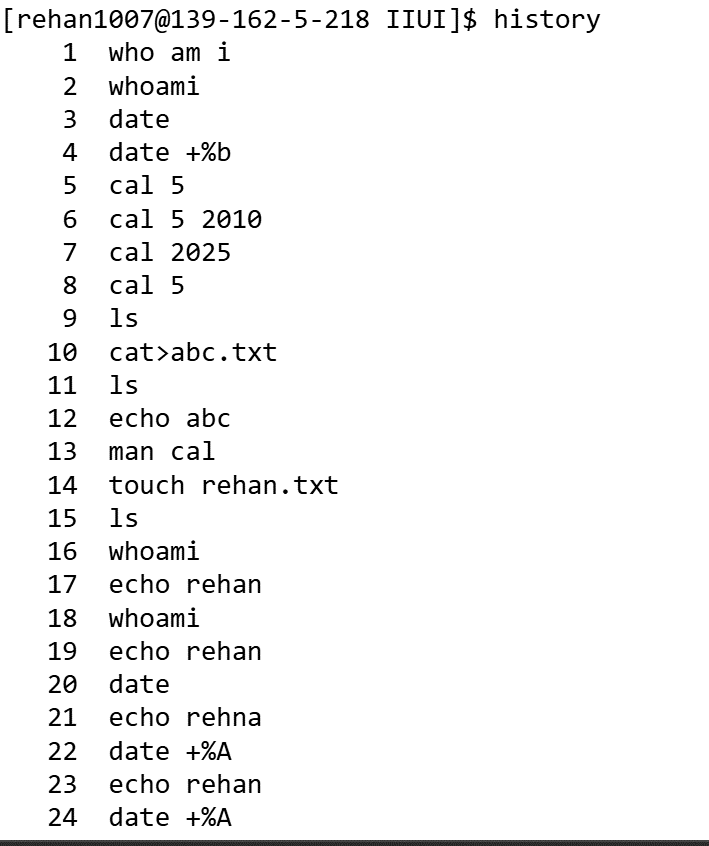 [rehan1007@139-162-5-218 IIUI]$ history
1 who am i
2 whoami
3 date
4 date +%b
5 cal 5
6 cal 5 2010
7 cal 2025
8 cal 5
9 ls
10 cat>abc.txt
11 ls
12 echo abc
13 man cal
14 touch rehan.txt
15 ls
16 whoami
17 echo rehan
18 whoami
19 echo rehan
20 date
21 echo rehna
22 date +%A
23 echo rehan
24 date +%A